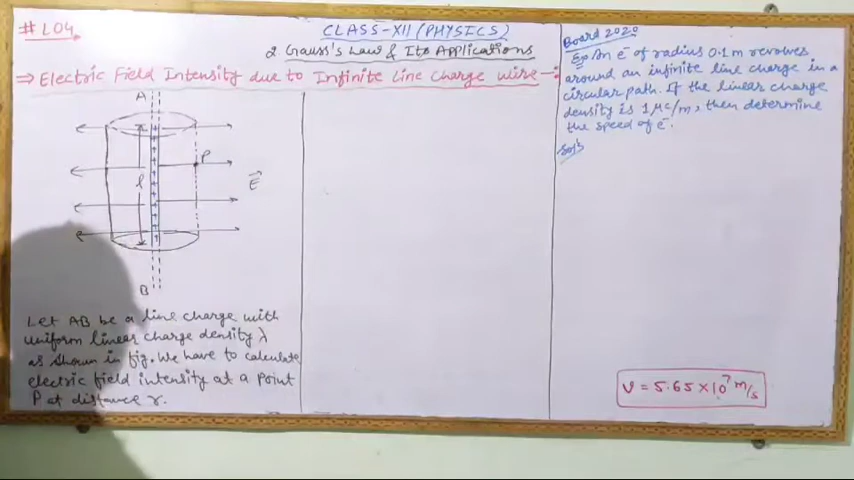 #L04
CLASS-XII (PHYSICS)
2 Gauss's Law & Its Applications
⇒ Electric Field Intensity due to Infinite Line Charge wire -:
A
P
l
E⃗
B
Let AB be a line charge with
uniform linear charge density λ
as shown in fig. We have to calculate
electric field intensity at a point
P at distance r.
Board 2020
An e⁻ of radius 0.1 m revolves
around an infinite line charge in a
circular path. If the linear charge
density is 1 μc/m, then determine
the speed of e⁻.
V = 5.65 × 10⁷ m/s